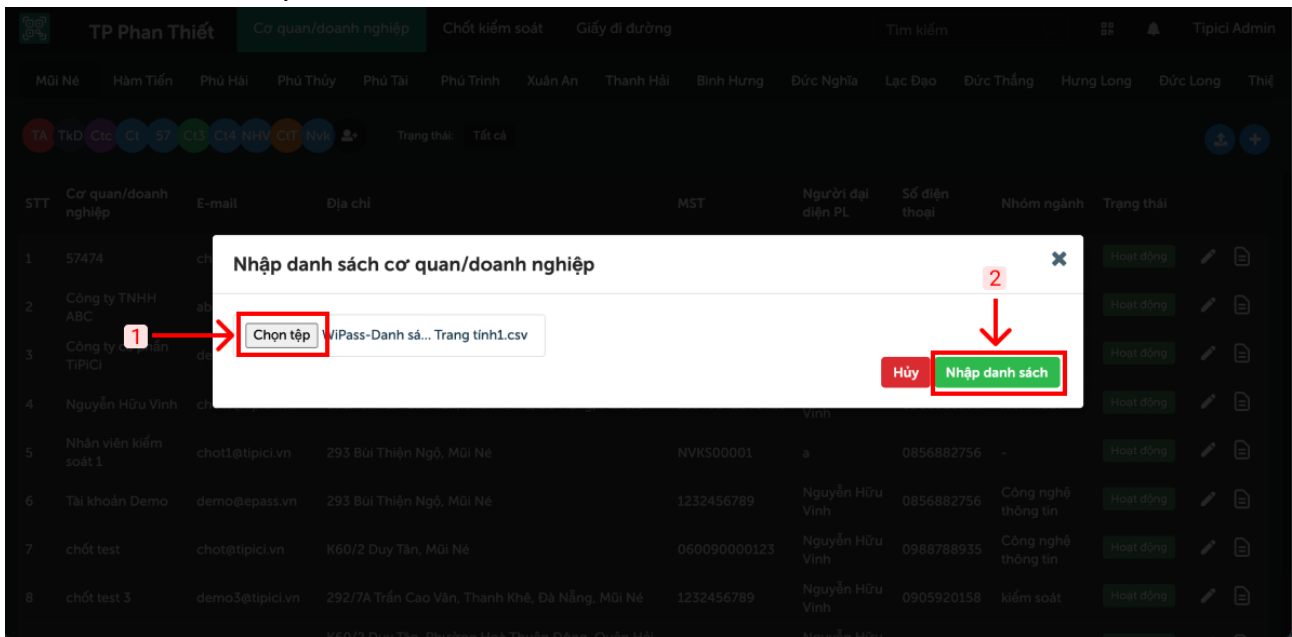 TP Phan Thiết Cơ quan/doanh nghiệp Chốt kiểm soát Giấy đi đường Tìm kiếm Tipici Admin
Mũi Né Hàm Tiến Phú Hài Phú Thủy Phú Tài Phú Trinh Xuân An Thanh Hải Bình Hưng Đức Nghĩa Lạc Đạo Đức Thắng Hưng Long Đức Long Thiệ
TA TkD Ctc Ct 57 Ct3 Ct4 NHV CtT Nvk Trạng thái: Tất cả
STT Cơ quan/doanh nghiệp E-mail Địa chỉ MST Người đại diện PL Số điện thoại Nhóm ngành Trạng thái
1 57474 ch Hoạt động
Nhập danh sách cơ quan/doanh nghiệp
2
2 Công ty TNHH ABC ab Hoạt động
1
Chọn tệp WiPass-Danh sá... Trang tính1.csv
3 Công ty cổ phần TiPiCi de Hoạt động
Hủy Nhập danh sách
4 Nguyễn Hữu Vinh ch Vinh Hoạt động
5 Nhân viên kiểm soát 1 chot1@tipici.vn 293 Bùi Thiện Ngộ, Mũi Né NVKS00001 a 0856882756 - Hoạt động
6 Tài khoản Demo demo@epass.vn 293 Bùi Thiện Ngộ, Mũi Né 1232456789 Nguyễn Hữu Vinh 0856882756 Công nghệ thông tin Hoạt động
7 chốt test chot@tipici.vn K60/2 Duy Tân, Mũi Né 060090000123 Nguyễn Hữu Vinh 0988788935 Công nghệ thông tin Hoạt động
8 chốt test 3 demo3@tipici.vn 292/7A Trần Cao Vân, Thanh Khê, Đà Nẵng, Mũi Né 1232456789 Nguyễn Hữu Vinh 0905920158 kiểm soát Hoạt động